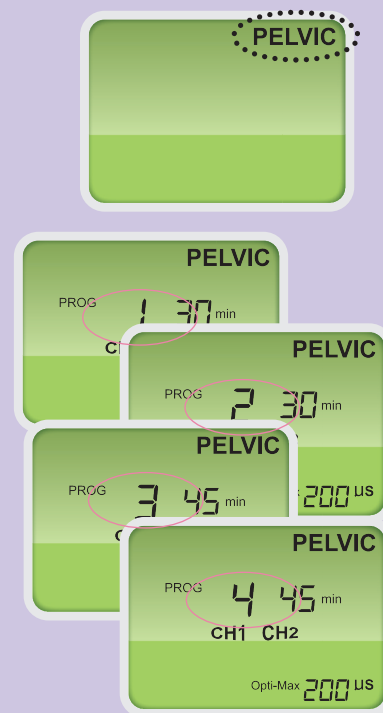 PELVIC
PELVIC
PROG 1 30 min
PELVIC
PROG 2 30 min
200 µS
PELVIC
PROG 3 45 min
PELVIC
PROG 4 45 min
CH1 CH2
Opti-Max 200 µS